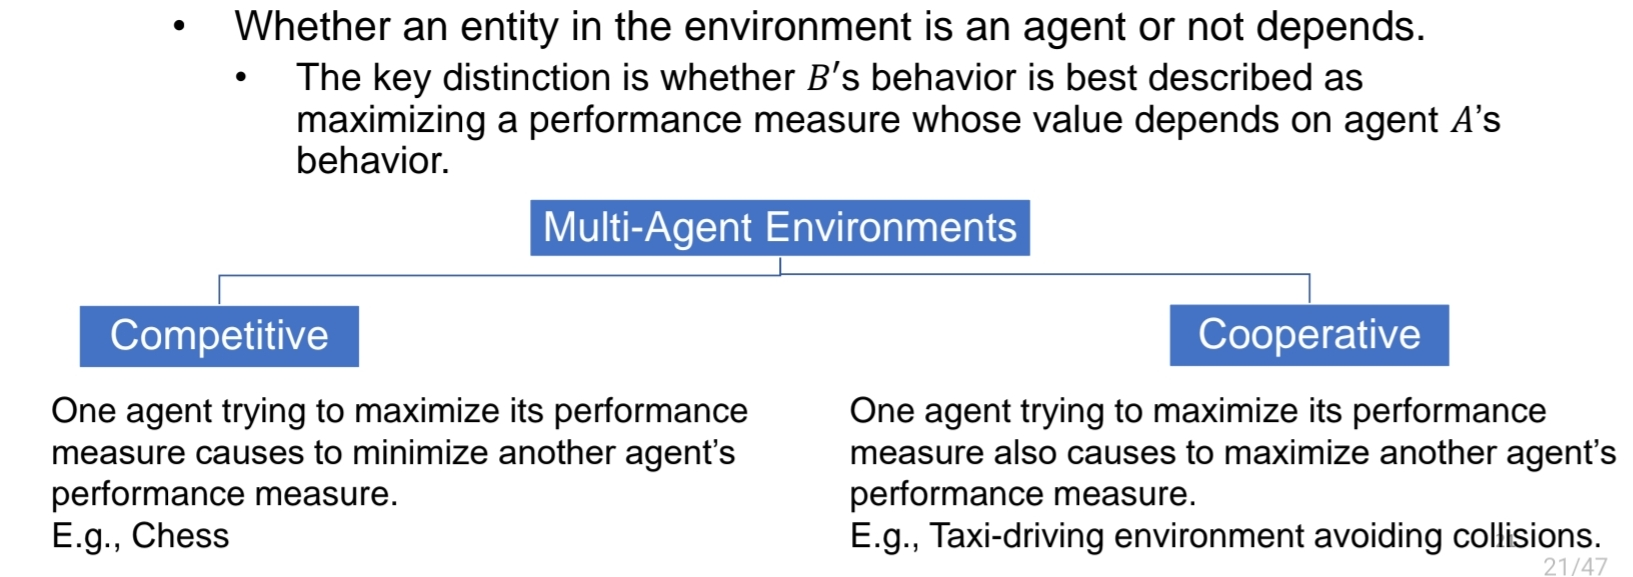 • Whether an entity in the environment is an agent or not depends.
• The key distinction is whether B′s behavior is best described as
maximizing a performance measure whose value depends on agent A’s
behavior.
Multi-Agent Environments
Competitive
Cooperative
One agent trying to maximize its performance
measure causes to minimize another agent’s
performance measure.
E.g., Chess
One agent trying to maximize its performance
measure also causes to maximize another agent’s
performance measure.
E.g., Taxi-driving environment avoiding collisions.
21/47